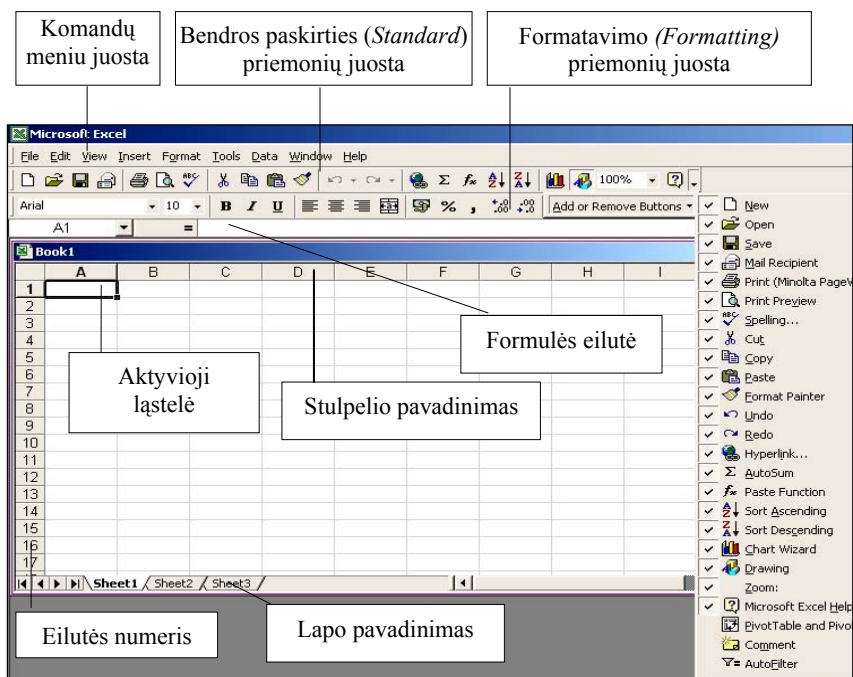 Komandų
meniu juosta
Bendros paskirties (Standard)
priemonių juosta
Formatavimo (Formatting)
priemonių juosta
Microsoft Excel
File Edit View Insert Format Tools Data Window Help
100%
Arial 10 B I U % , Add or Remove Buttons
A1 =
Book1
A B C D E F G H I
1
2
3
4
5
6
7
8
9
10
11
12
13
14
15
16
17
Formulės eilutė
Aktyvioji
ląstelė
Stulpelio pavadinimas
Sheet1 Sheet2 Sheet3
Eilutės numeris
Lapo pavadinimas
New
Open
Save
Mail Recipient
Print (Minolta PageV
Print Preview
Spelling...
Cut
Copy
Paste
Format Painter
Undo
Redo
Hyperlink...
AutoSum
Paste Function
Sort Ascending
Sort Descending
Chart Wizard
Drawing
Zoom:
Microsoft Excel Help
PivotTable and Pivo
Comment
AutoFilter